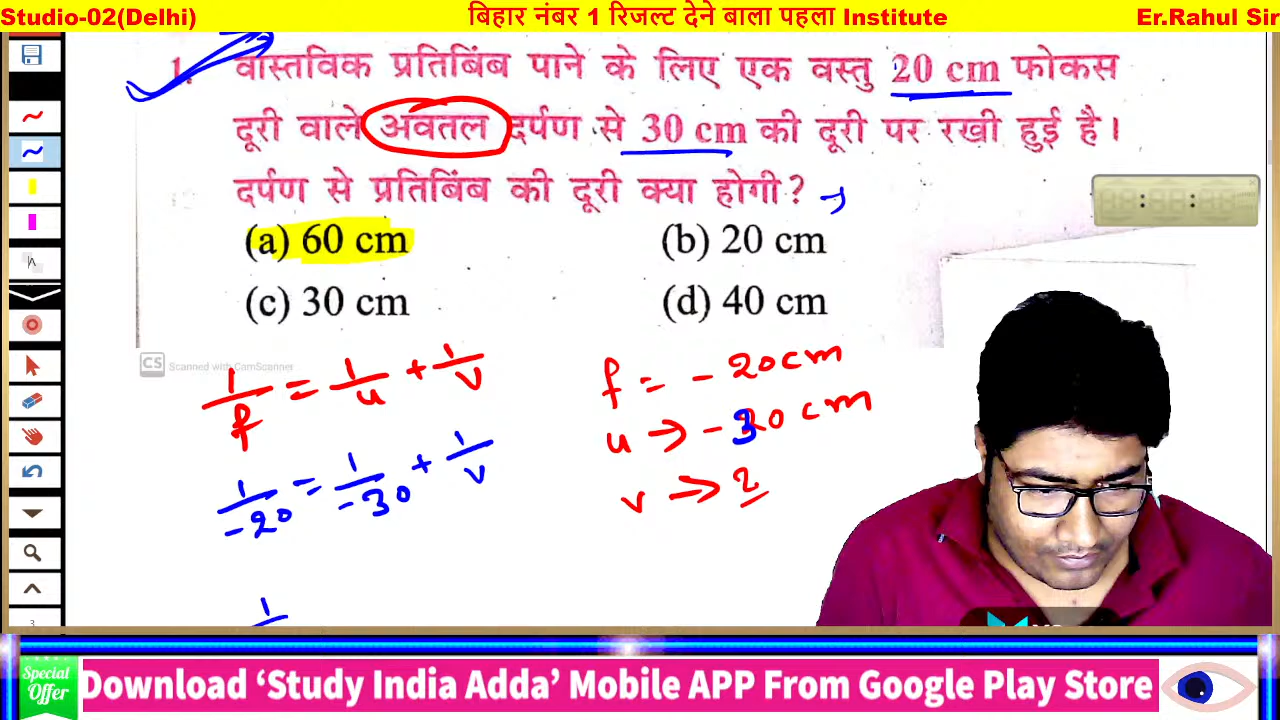 Studio-02(Delhi) बिहार नंबर 1 रिजल्ट देने बाला पहला Institute Er.Rahul Sir
1. वास्तविक प्रतिबिंब पाने के लिए एक वस्तु 20 cm फोकस
दूरी वाले अवतल दर्पण से 30 cm की दूरी पर रखी हुई है।
दर्पण से प्रतिबिंब की दूरी क्या होगी?
(a) 60 cm (b) 20 cm
(c) 30 cm (d) 40 cm
CS Scanned with CamScanner
1/f = 1/u + 1/v
f = -20cm
u → -30 cm
1/-20 = 1/-30 + 1/v
v → ?
1
3
Special Offer
Download ‘Study India Adda’ Mobile APP From Google Play Store